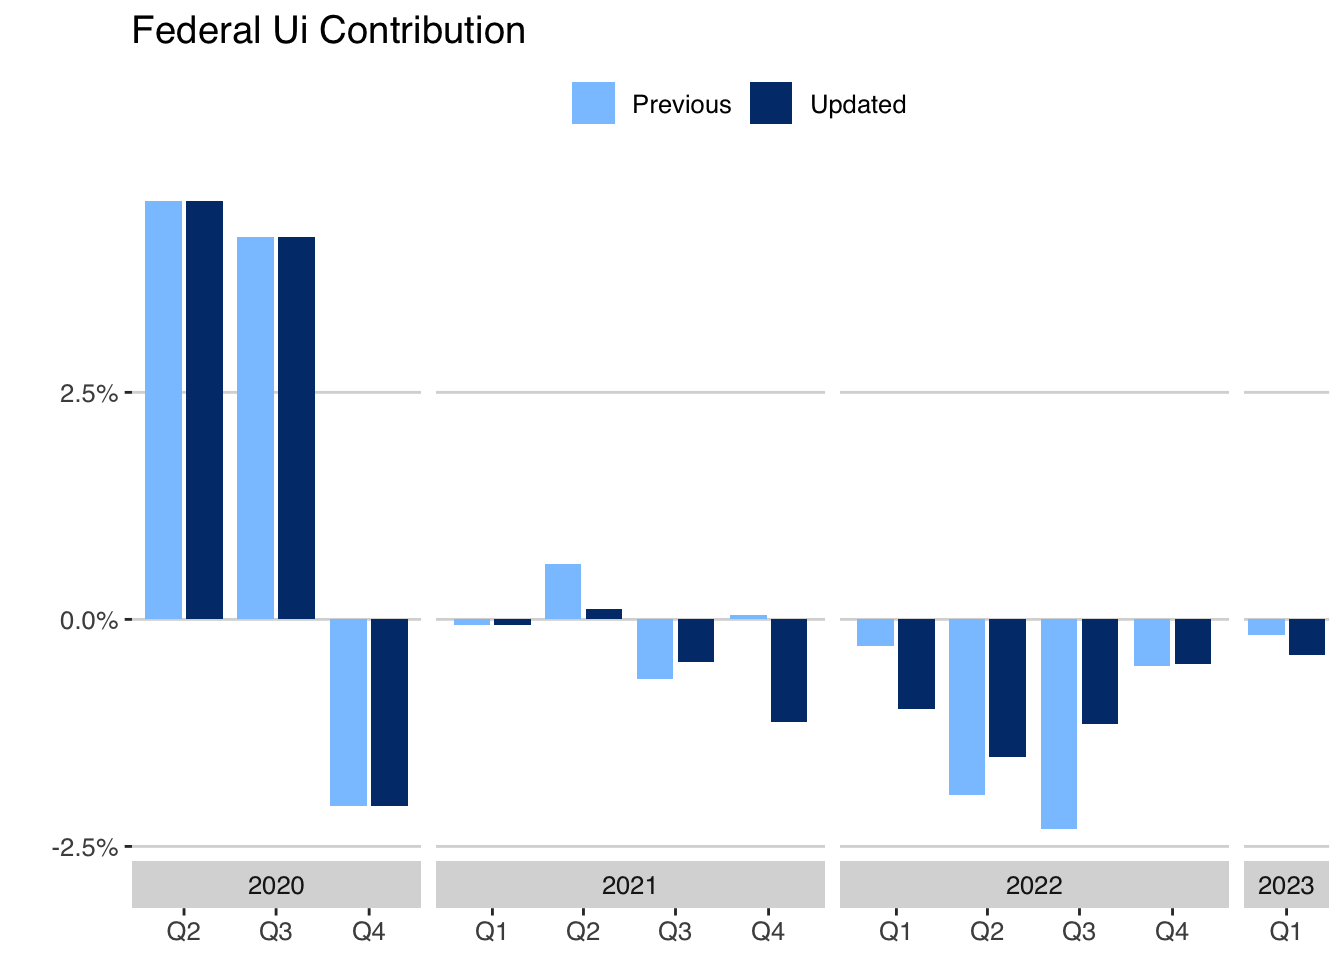 Federal Ui Contribution
Previous Updated
2.5%
0.0%
-2.5%
2020 2021 2022 2023
Q2 Q3 Q4 Q1 Q2 Q3 Q4 Q1 Q2 Q3 Q4 Q1